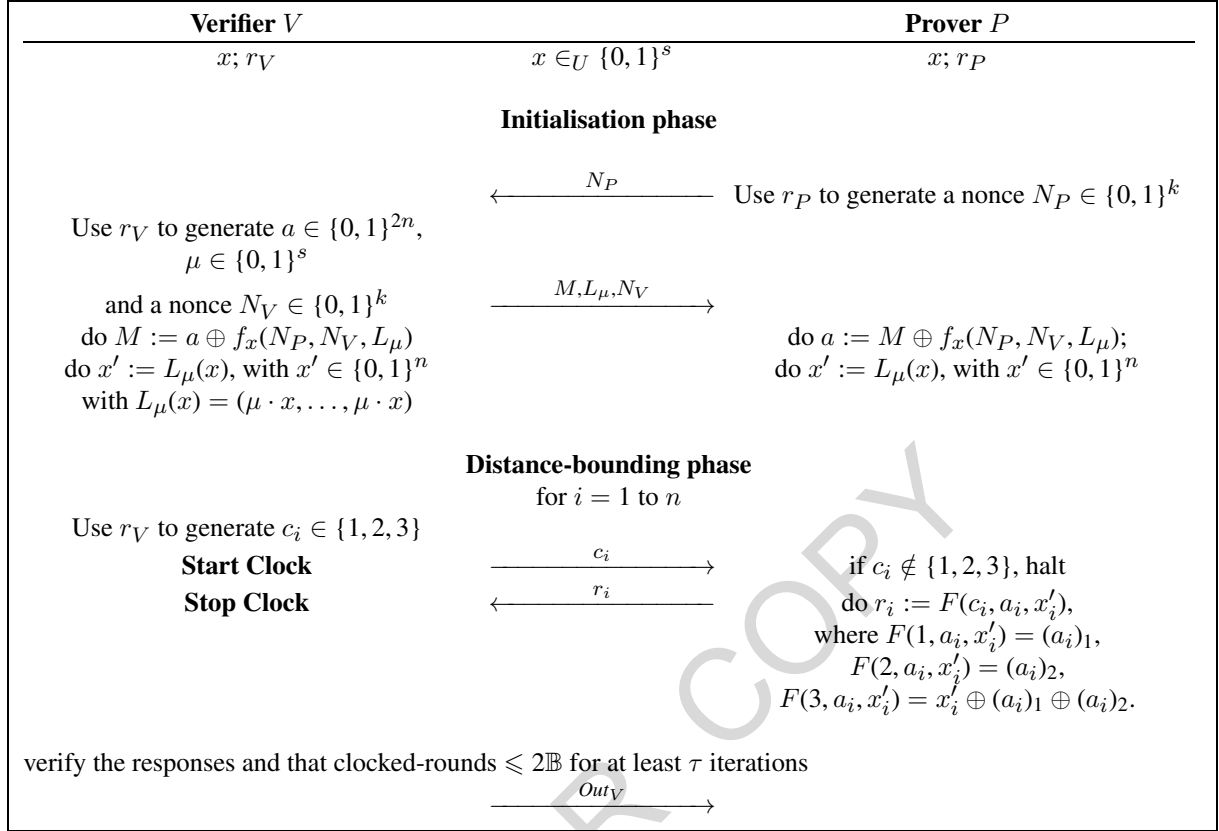 Verifier V Prover P
x; r_V x ∈_U {0, 1}^s x; r_P
Initialisation phase
N_P
Use r_P to generate a nonce N_P ∈ {0, 1}^k
Use r_V to generate a ∈ {0, 1}^{2n},
μ ∈ {0, 1}^s
and a nonce N_V ∈ {0, 1}^k
M,L_μ,N_V
do M := a ⊕ f_x(N_P, N_V, L_μ) do a := M ⊕ f_x(N_P, N_V, L_μ);
do x′ := L_μ(x), with x′ ∈ {0, 1}^n do x′ := L_μ(x), with x′ ∈ {0, 1}^n
with L_μ(x) = (μ · x, . . . , μ · x)
Distance-bounding phase
for i = 1 to n
Use r_V to generate c_i ∈ {1, 2, 3}
Start Clock c_i if c_i ∉ {1, 2, 3}, halt
Stop Clock r_i do r_i := F(c_i, a_i, x′_i),
where F(1, a_i, x′_i) = (a_i)_1,
F(2, a_i, x′_i) = (a_i)_2,
F(3, a_i, x′_i) = x′_i ⊕ (a_i)_1 ⊕ (a_i)_2.
verify the responses and that clocked-rounds ⩽ 2𝔹 for at least τ iterations
Out_V
R COPY